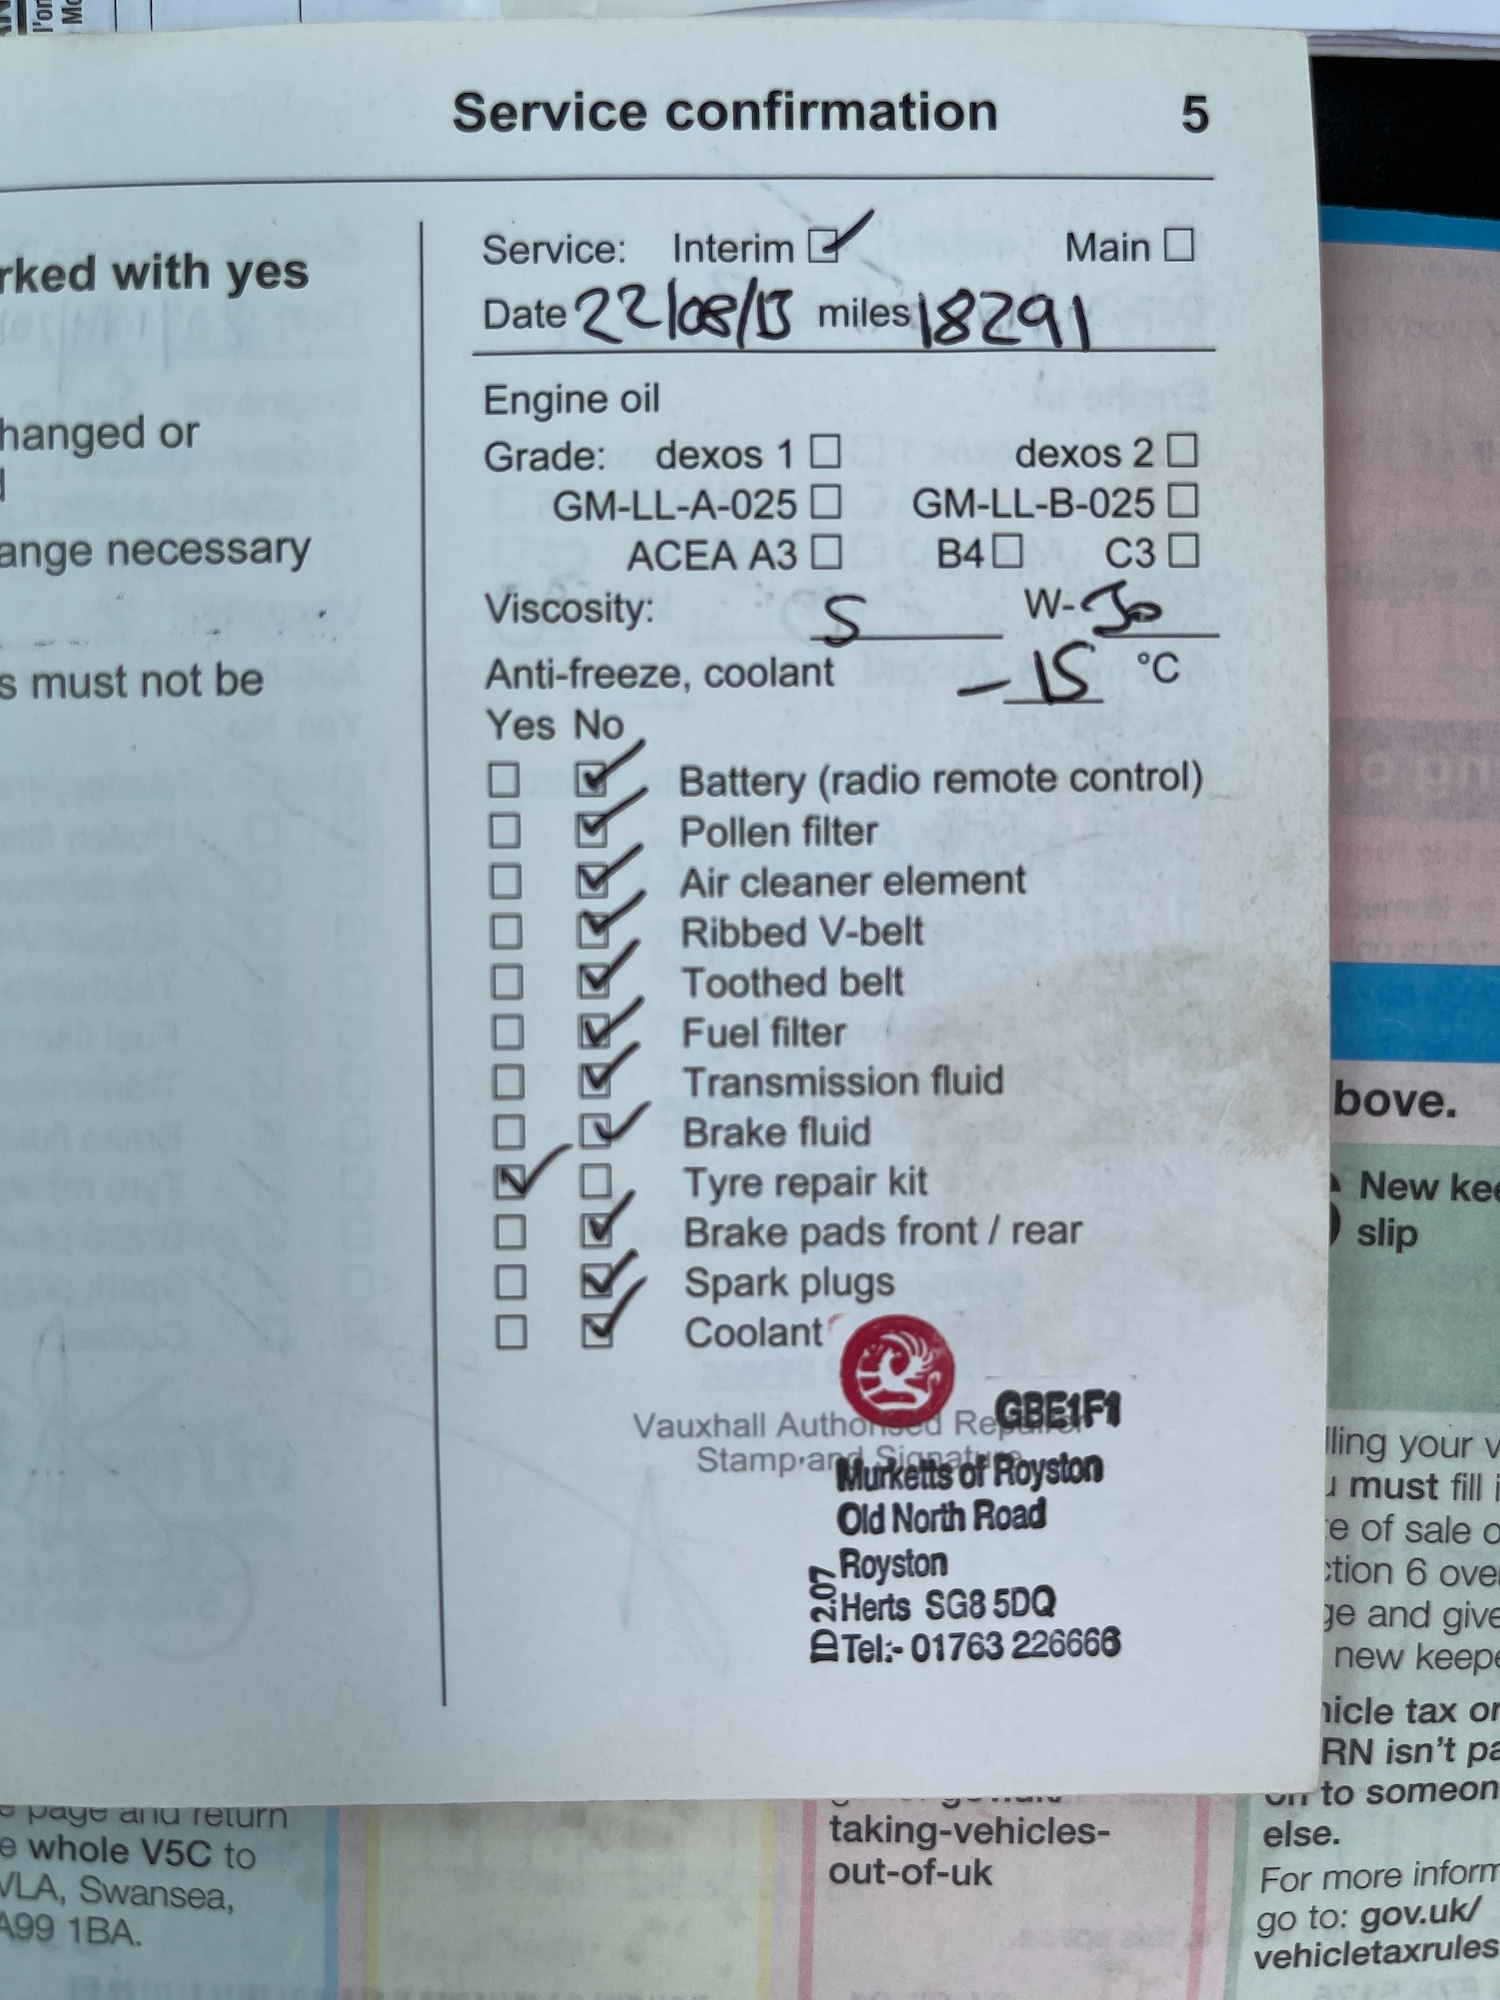 Service confirmation 5
rked with yes
hanged or
ange necessary
s must not be
Service: Interim Main
Date 22/08/13 miles 18291
Engine oil
Grade: dexos 1 dexos 2
GM-LL-A-025 GM-LL-B-025
ACEA A3 B4 C3
Viscosity: 5 W-30
Anti-freeze, coolant -15 °C
Yes No
Battery (radio remote control)
Pollen filter
Air cleaner element
Ribbed V-belt
Toothed belt
Fuel filter
Transmission fluid
Brake fluid
Tyre repair kit
Brake pads front / rear
Spark plugs
Coolant
Vauxhall Authorised Repairer
Stamp and Signature
GBE1F1
Murketts of Royston
Old North Road
Royston
Herts SG8 5DQ
Tel:- 01763 226666
ID 2.07
bove.
New kee
slip
lling your v
u must fill i
e of sale o
ction 6 ove
ge and give
new keepe
hicle tax or
RN isn't pa
on to someon
else.
For more inform
go to: gov.uk/
vehicletaxrules
e page and return
e whole V5C to
VLA, Swansea,
A99 1BA.
taking-vehicles-
out-of-uk